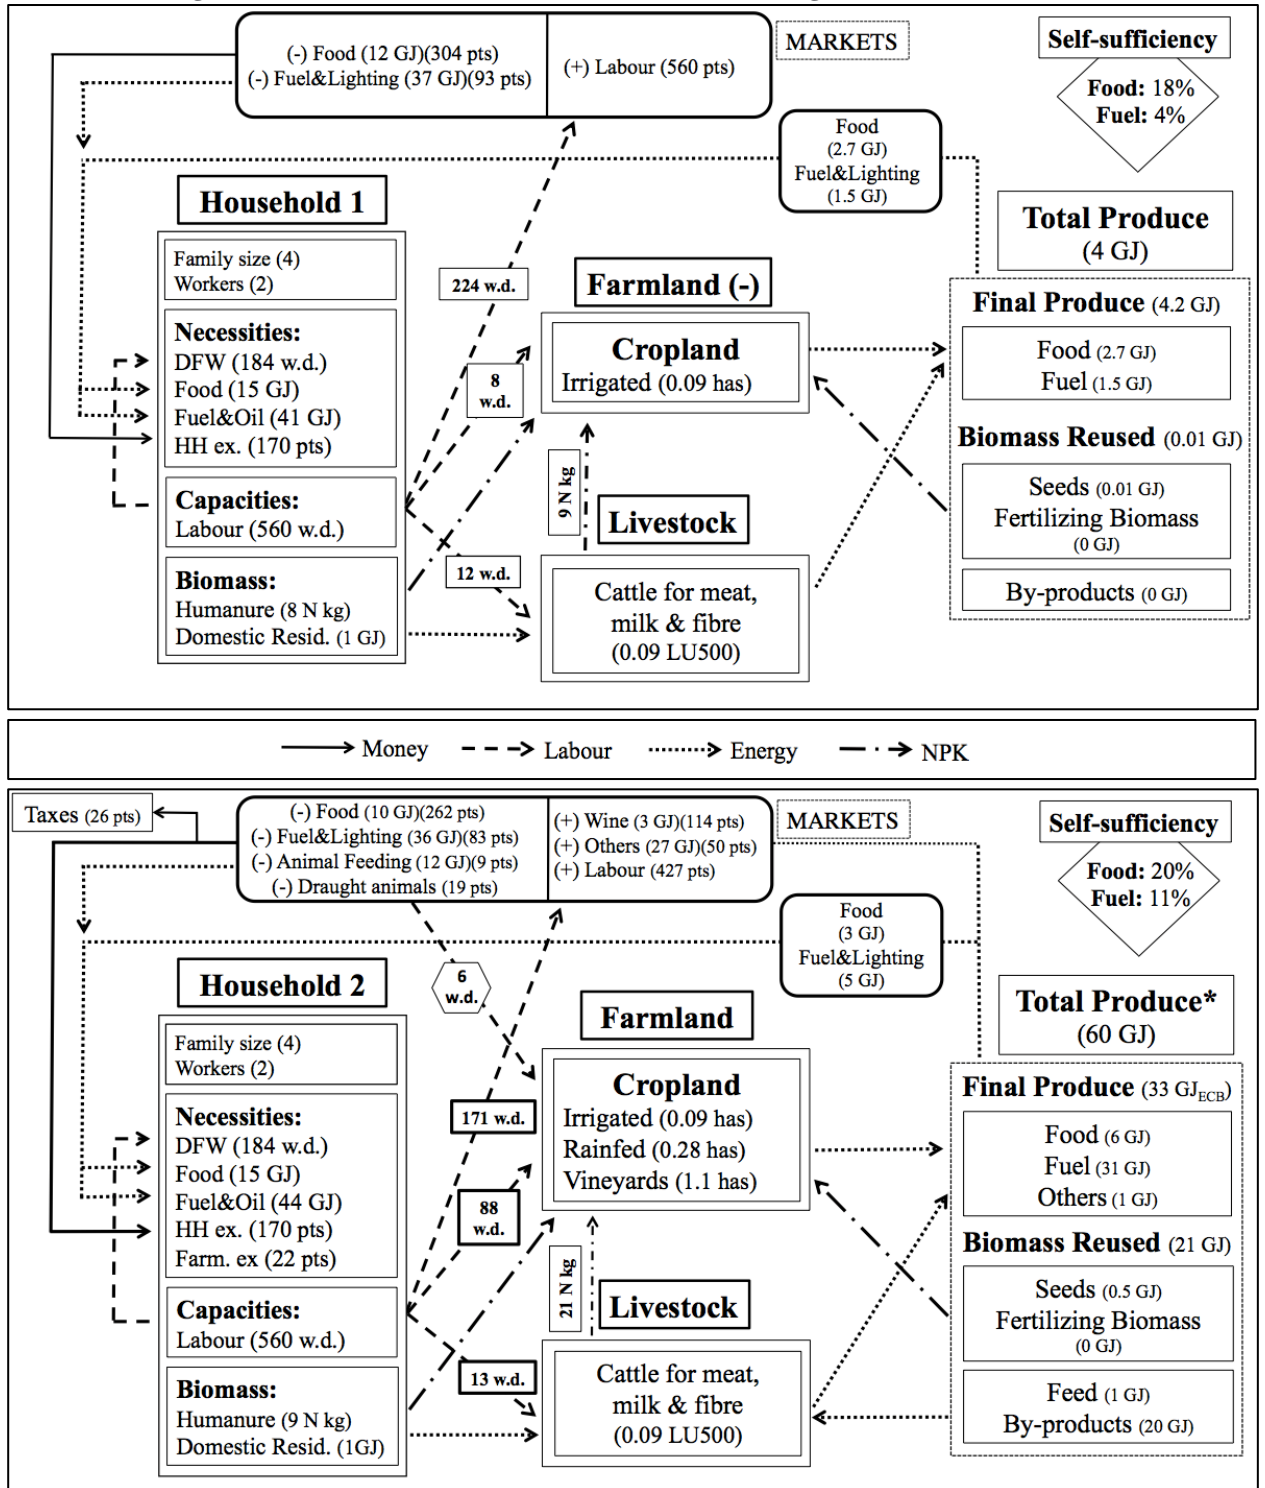 (-) Food (12 GJ)(304 pts)
(-) Fuel&Lighting (37 GJ)(93 pts)
(+) Labour (560 pts)
MARKETS
Self-sufficiency
Food: 18%
Fuel: 4%
Food
(2.7 GJ)
Fuel&Lighting
(1.5 GJ)
Household 1
Total Produce
(4 GJ)
Family size (4)
Workers (2)
224 w.d.
Farmland (-)
Final Produce (4.2 GJ)
Necessities:
DFW (184 w.d.)
Food (15 GJ)
Fuel&Oil (41 GJ)
HH ex. (170 pts)
8
w.d.
Cropland
Irrigated (0.09 has)
Food (2.7 GJ)
Fuel (1.5 GJ)
Biomass Reused (0.01 GJ)
Capacities:
Labour (560 w.d.)
9 N kg
Livestock
Seeds (0.01 GJ)
Fertilizing Biomass
(0 GJ)
Biomass:
Humanure (8 N kg)
Domestic Resid. (1 GJ)
12 w.d.
Cattle for meat,
milk & fibre
(0.09 LU500)
By-products (0 GJ)
Money
Labour
Energy
NPK
Taxes (26 pts)
(-) Food (10 GJ)(262 pts)
(-) Fuel&Lighting (36 GJ)(83 pts)
(-) Animal Feeding (12 GJ)(9 pts)
(-) Draught animals (19 pts)
(+) Wine (3 GJ)(114 pts)
(+) Others (27 GJ)(50 pts)
(+) Labour (427 pts)
MARKETS
Self-sufficiency
Food: 20%
Fuel: 11%
Food
(3 GJ)
Fuel&Lighting
(5 GJ)
Household 2
6
w.d.
Farmland
Total Produce*
(60 GJ)
Family size (4)
Workers (2)
171 w.d.
Cropland
Irrigated (0.09 has)
Rainfed (0.28 has)
Vineyards (1.1 has)
Final Produce (33 GJECB)
Food (6 GJ)
Fuel (31 GJ)
Others (1 GJ)
Necessities:
DFW (184 w.d.)
Food (15 GJ)
Fuel&Oil (44 GJ)
HH ex. (170 pts)
Farm. ex (22 pts)
88
w.d.
Biomass Reused (21 GJ)
Capacities:
Labour (560 w.d.)
21 N kg
Livestock
Seeds (0.5 GJ)
Fertilizing Biomass
(0 GJ)
Biomass:
Humanure (9 N kg)
Domestic Resid. (1GJ)
13 w.d.
Cattle for meat,
milk & fibre
(0.09 LU500)
Feed (1 GJ)
By-products (20 GJ)